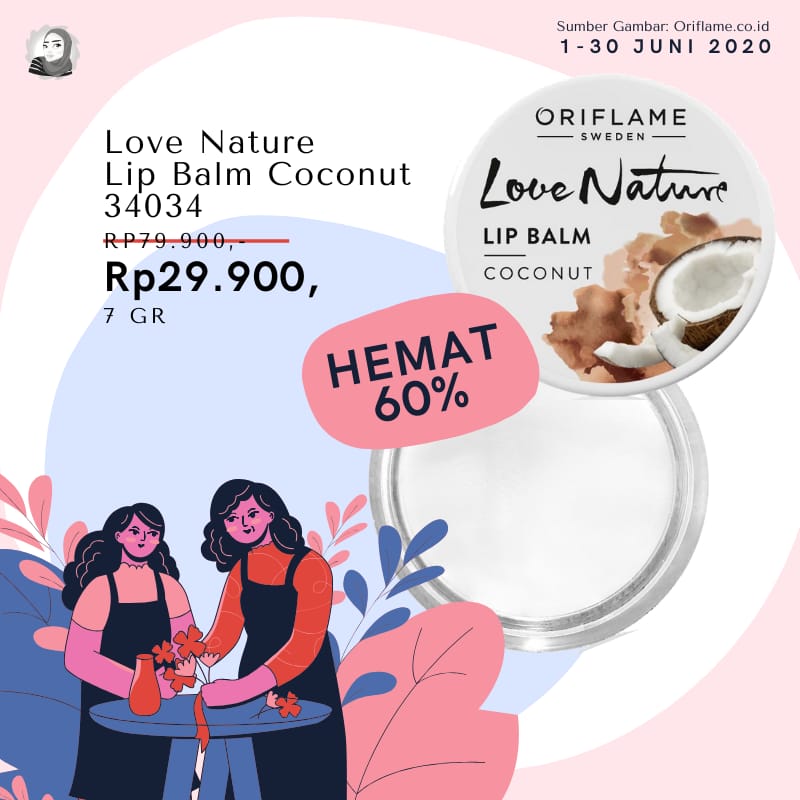 Sumber Gambar: Oriflame.co.id
1-30 JUNI 2020
Love Nature
Lip Balm Coconut
34034
RP79.900,-
Rp29.900,
7 GR
ORIFLAME
SWEDEN
Love Nature
LIP BALM
COCONUT
HEMAT
60%